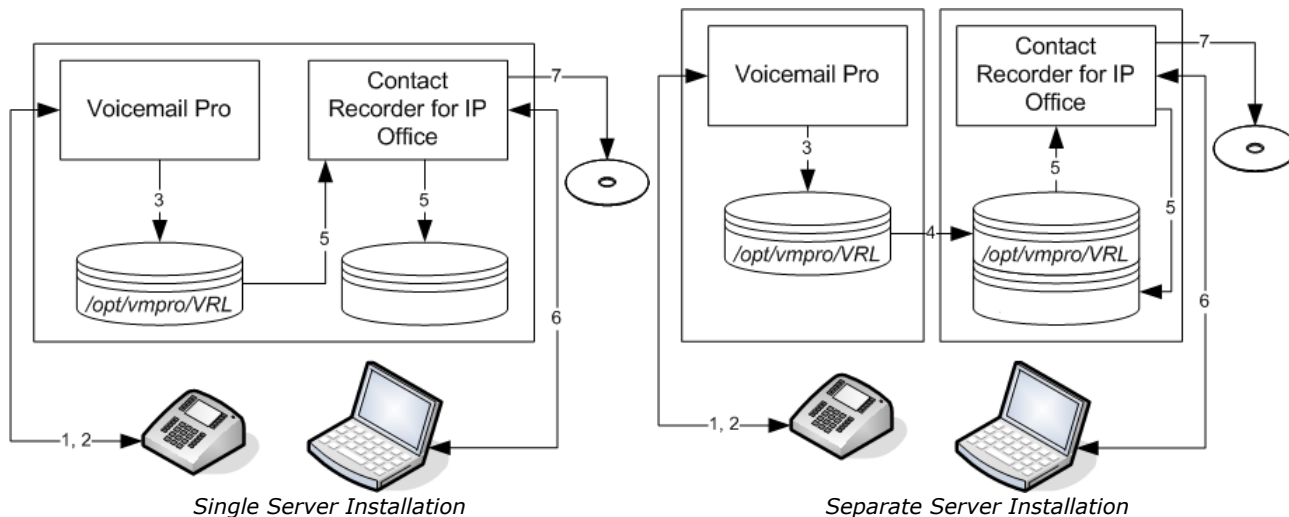 Voicemail Pro
Contact
Recorder for IP
Office
7
3
5
5
/opt/vmpro/VRL
6
1, 2
Single Server Installation
Voicemail Pro
Contact
Recorder for IP
Office
7
3
5
5
4
/opt/vmpro/VRL
/opt/vmpro/VRL
6
1, 2
Separate Server Installation